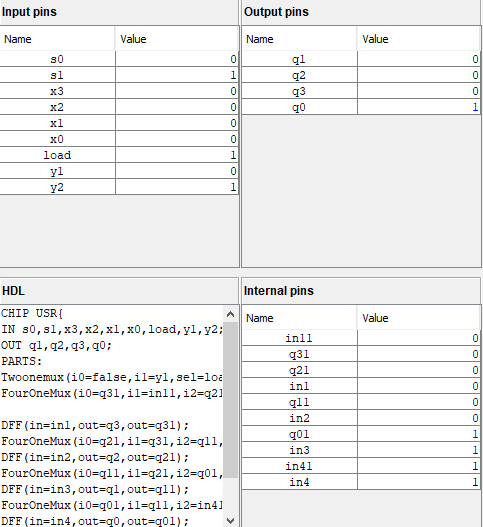 Input pins
Name Value
s0 0
s1 1
x3 0
x2 0
x1 0
x0 0
load 1
y1 0
y2 1
Output pins
Name Value
q1 0
q2 0
q3 0
q0 1
HDL
CHIP USR{
IN s0,s1,x3,x2,x1,x0,load,y1,y2;
OUT q1,q2,q3,q0;
PARTS:
Twoonemux(i0=false,i1=y1,sel=loa
FourOneMux(i0=q31,i1=in11,i2=q21
DFF(in=in1,out=q3,out=q31);
FourOneMux(i0=q21,i1=q31,i2=q11,
DFF(in=in2,out=q2,out=q21);
FourOneMux(i0=q11,i1=q21,i2=q01,
DFF(in=in3,out=q1,out=q11);
FourOneMux(i0=q01,i1=q11,i2=in41
DFF(in=in4,out=q0,out=q01);
Internal pins
Name Value
in11 0
q31 0
q21 0
in1 0
q11 0
in2 0
q01 1
in3 1
in41 1
in4 1